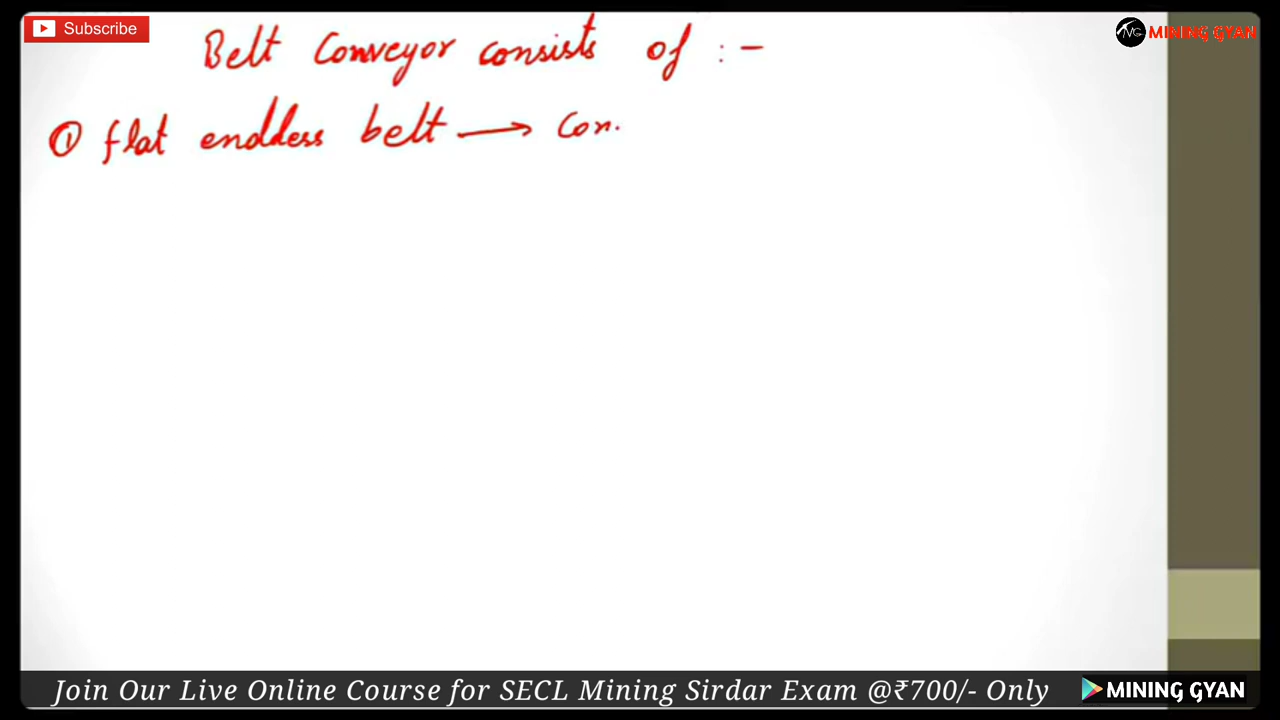 Subscribe
MINING GYAN
Belt Conveyor consists of :-
① flat enddess belt → Con.
Join Our Live Online Course for SECL Mining Sirdar Exam @₹700/- Only
MINING GYAN